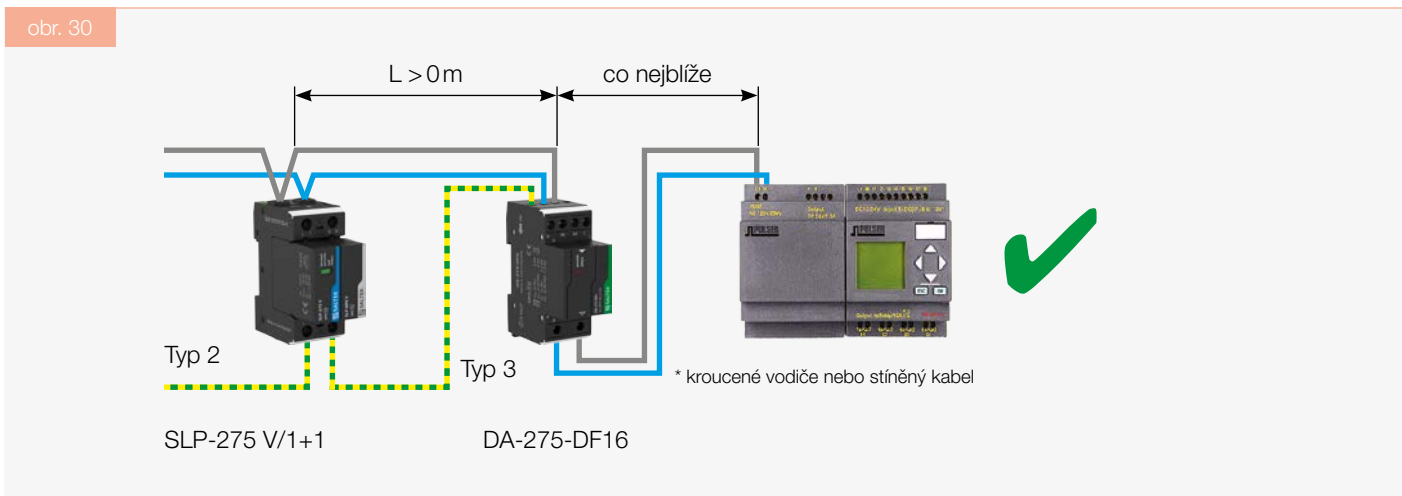 obr. 30
L > 0 m
co nejblíže
Typ 2
Typ 3
* kroucené vodiče nebo stíněný kabel
SLP-275 V/1+1
DA-275-DF16